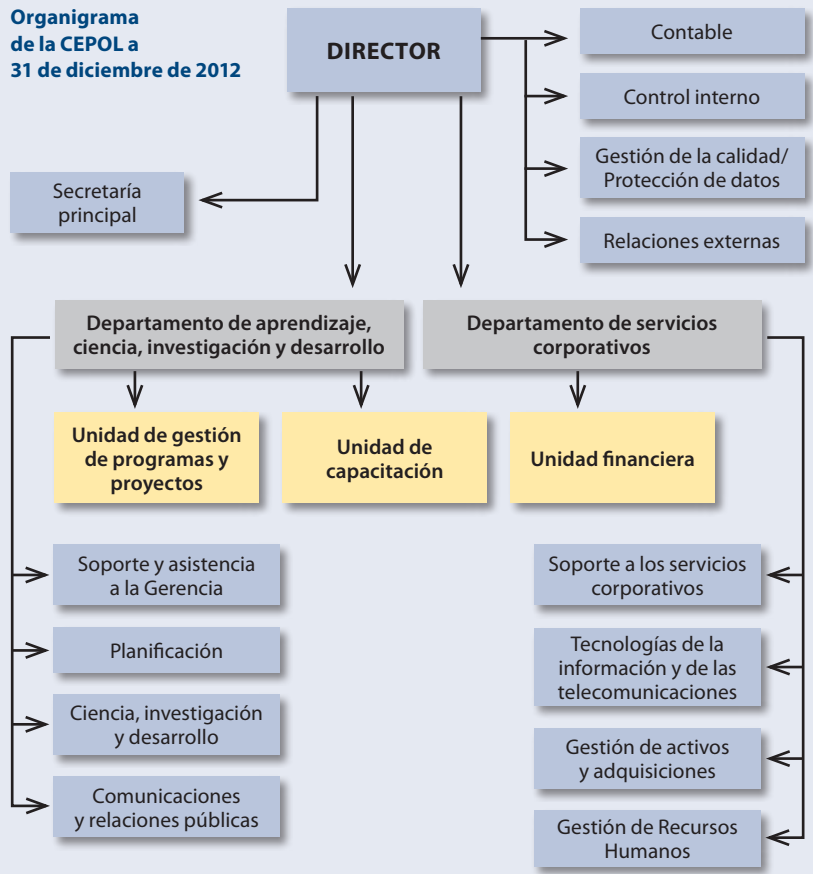 Organigrama
de la CEPOL a
31 de diciembre de 2012
DIRECTOR
Contable
Control interno
Gestión de la calidad/
Protección de datos
Relaciones externas
Secretaría
principal
Departamento de aprendizaje,
ciencia, investigación y desarrollo
Departamento de servicios
corporativos
Unidad de gestión
de programas y
proyectos
Unidad de
capacitación
Unidad financiera
Soporte y asistencia
a la Gerencia
Planificación
Ciencia, investigación
y desarrollo
Comunicaciones
y relaciones públicas
Soporte a los servicios
corporativos
Tecnologías de la
información y de las
telecomunicaciones
Gestión de activos
y adquisiciones
Gestión de Recursos
Humanos